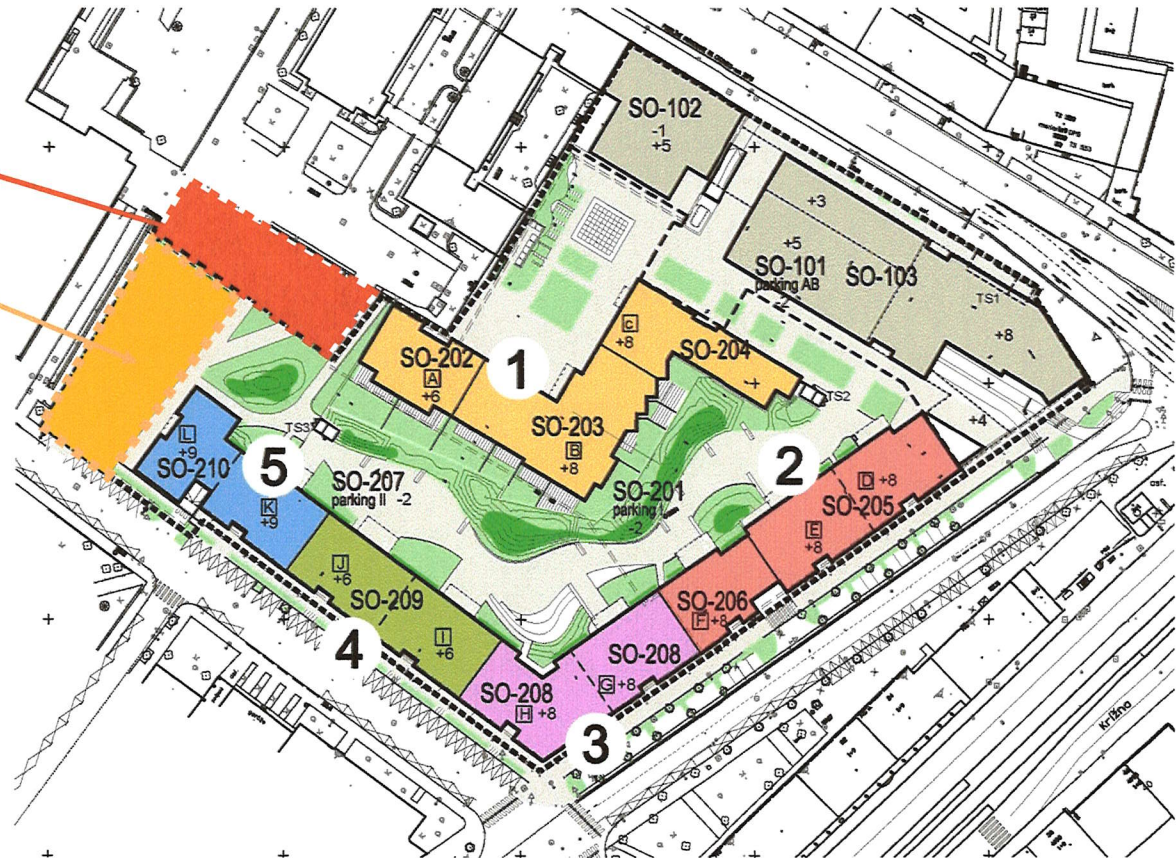 SO-102
-1
+5
+3
+5
SO-101
parking AB
-2
SO-103
TS1
+8
+4
C
+8
SO-204
-1
TS2
SO-202
A
+6
1
SO-203
B
+8
2
L
+9
SO-210
TS3
5
SO-207
parking II -2
SO-201
parking I
-2
D +8
SO-205
E
+8
K
+9
J
+6
SO-209
SO-206
F +8
I
+6
4
SO-208
G +8
SO-208
H +8
3
Krížna